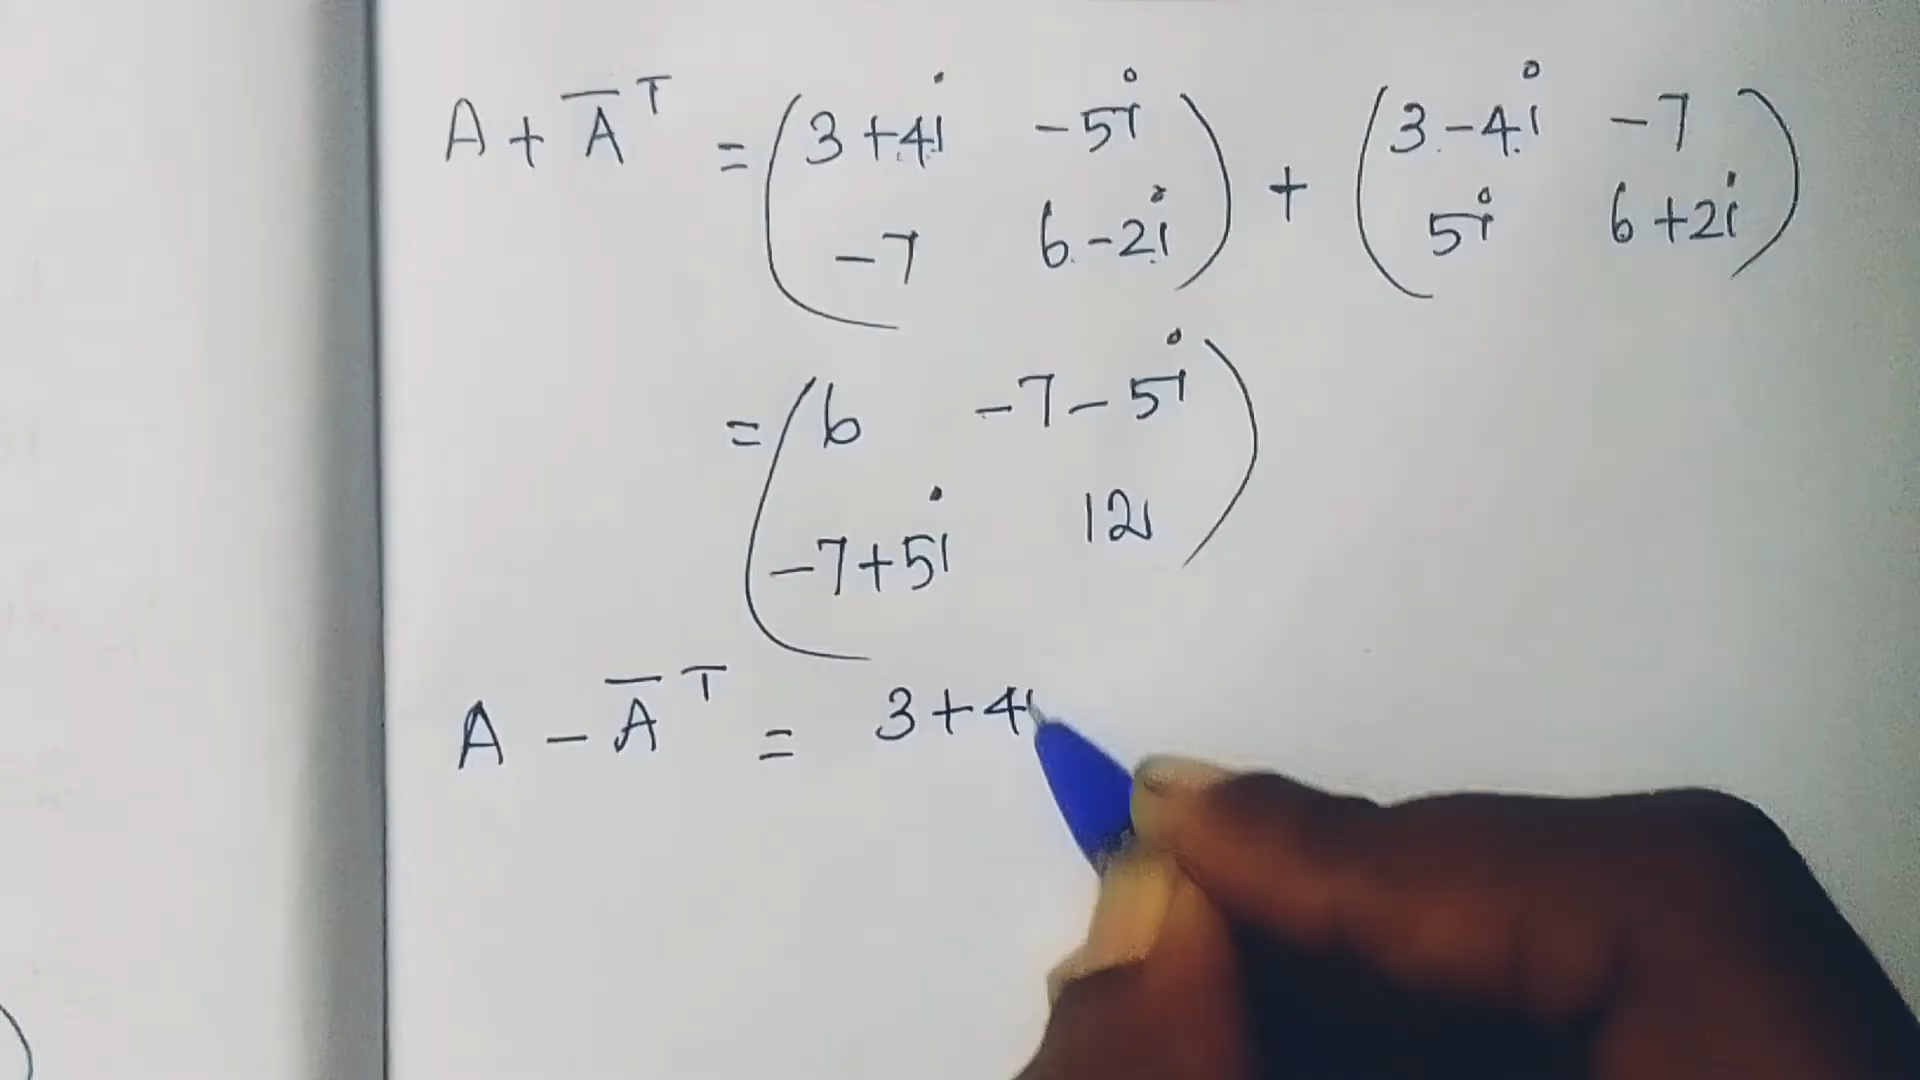 A + A̅ᵀ = (3+4i -5i) + (3-4i -7)
(-7 6-2i) (5i 6+2i)
= (6 -7-5i)
(-7+5i 12)
A - A̅ᵀ = 3+4i